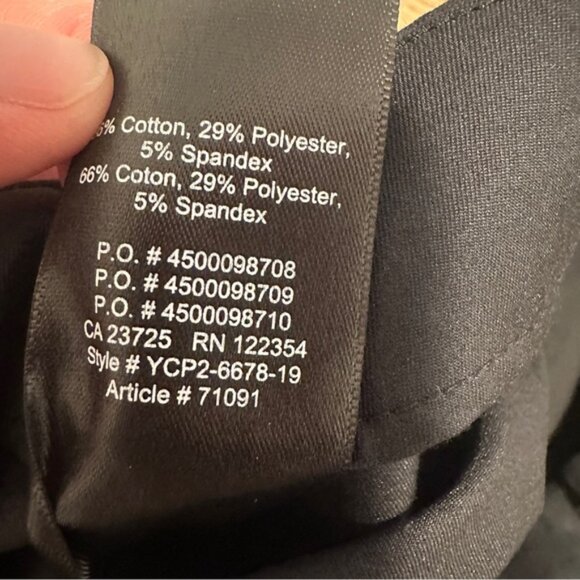 6% Cotton, 29% Polyester,
5% Spandex
66% Coton, 29% Polyester,
5% Spandex
P.O. # 4500098708
P.O. # 4500098709
P.O. # 4500098710
CA 23725 RN 122354
Style # YCP2-6678-19
Article # 71091